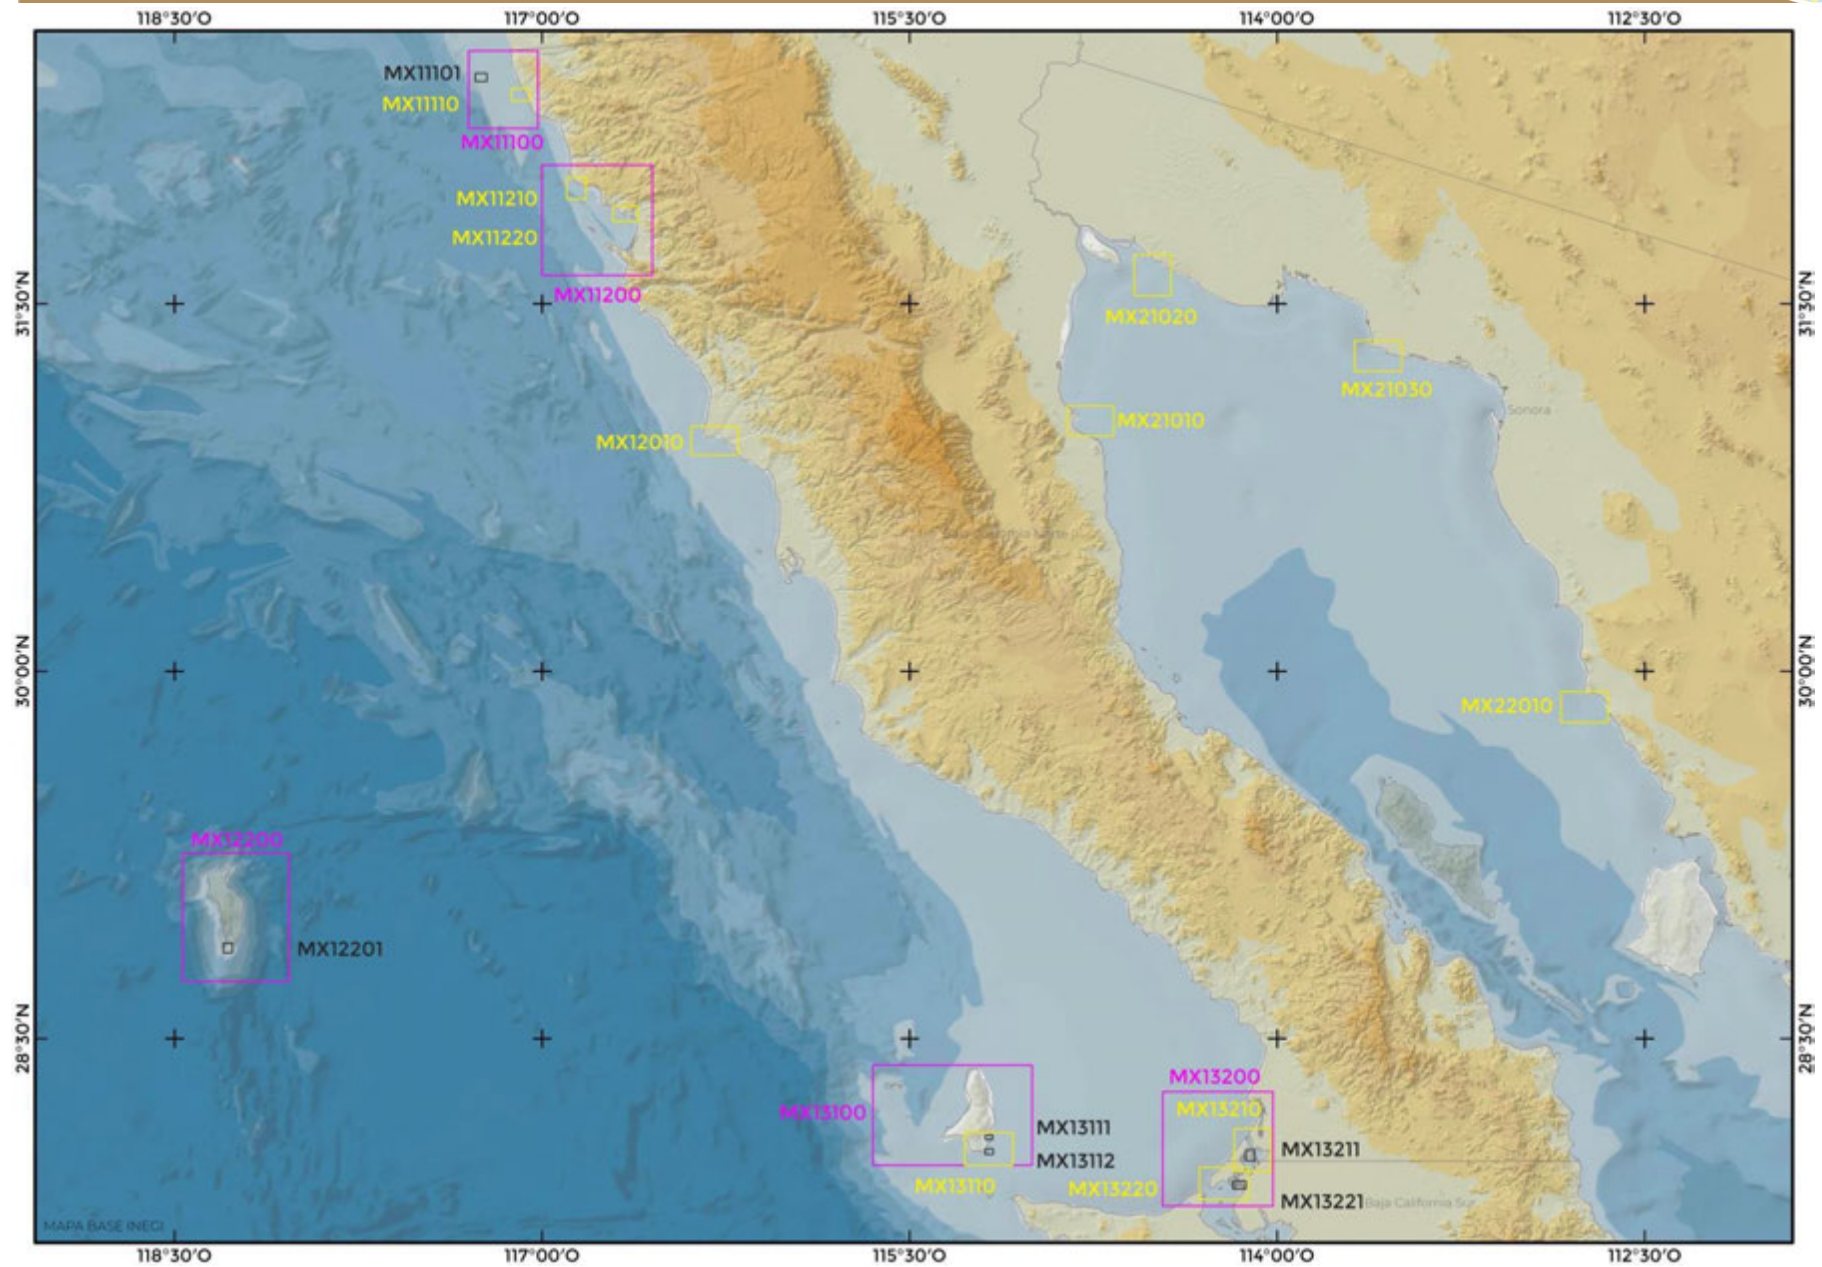 118°30'O 117°00'O 115°30'O 114°00'O 112°30'O
MX11101
MX11110
MX11100
MX11210
MX11220
MX11200
31°30'N
31°30'N
MX21020
MX21030
Sonora
MX21010
MX12010
30°00'N
30°00'N
MX22010
MX12200
MX12201
28°30'N
28°30'N
MX13200
MX13100
MX13210
MX13111
MX13211
MX13112
MX13110
MX13220
MX13221
Baja California Sur
MAPA BASE INEGI
118°30'O 117°00'O 115°30'O 114°00'O 112°30'O